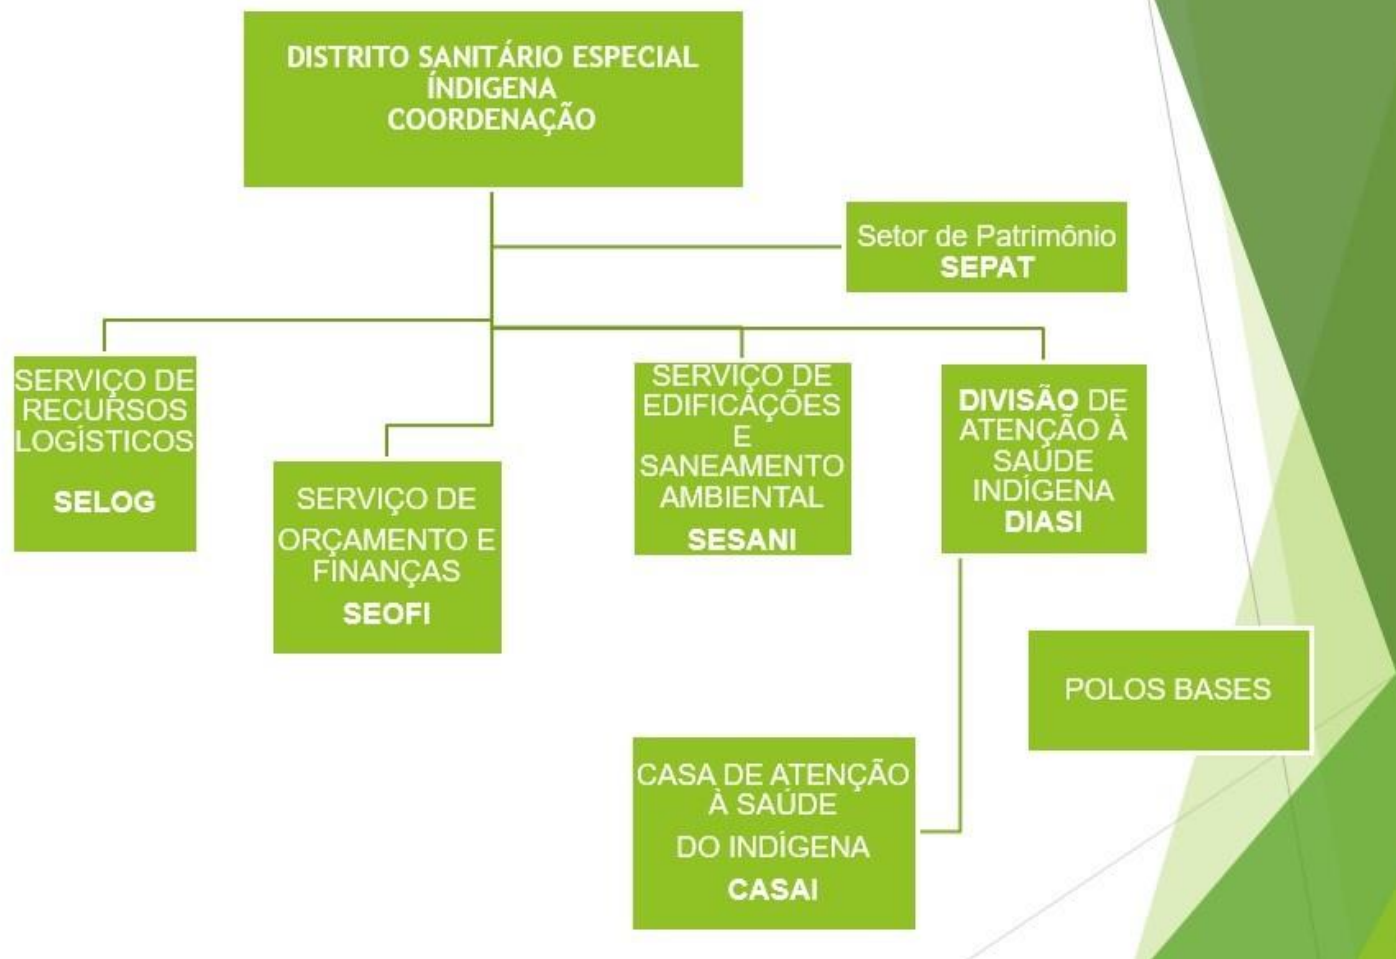 DISTRITO SANITÁRIO ESPECIAL
ÍNDIGENA
COORDENAÇÃO
Setor de Patrimônio
SEPAT
SERVIÇO DE
RECURSOS
LOGÍSTICOS
SELOG
SERVIÇO DE
ORÇAMENTO E
FINANÇAS
SEOFI
SERVIÇO DE
EDIFICAÇÕES
E
SANEAMENTO
AMBIENTAL
SESANI
DIVISÃO DE
ATENÇÃO À
SAÚDE
INDÍGENA
DIASI
POLOS BASES
CASA DE ATENÇÃO
À SAÚDE
DO INDÍGENA
CASAI